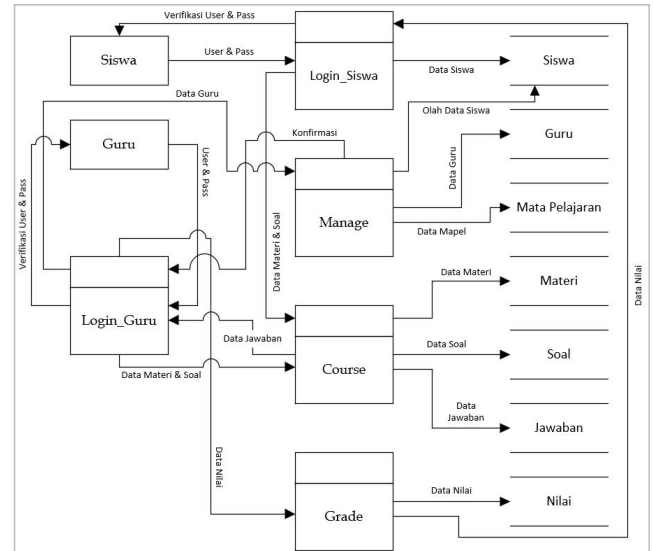 Verifikasi User & Pass
Siswa
User & Pass
Login_Siswa
Data Siswa
Siswa
Data Guru
Olah Data Siswa
Guru
User & Pass
Konfirmasi
Manage
Data Guru
Guru
Data Mapel
Mata Pelajaran
Verifikasi User & Pass
Login_Guru
Data Materi & Soal
Data Materi
Materi
Data Nilai
Data Jawaban
Course
Data Soal
Soal
Data Materi & Soal
Data
Jawaban
Jawaban
Data Nilai
Grade
Data Nilai
Nilai